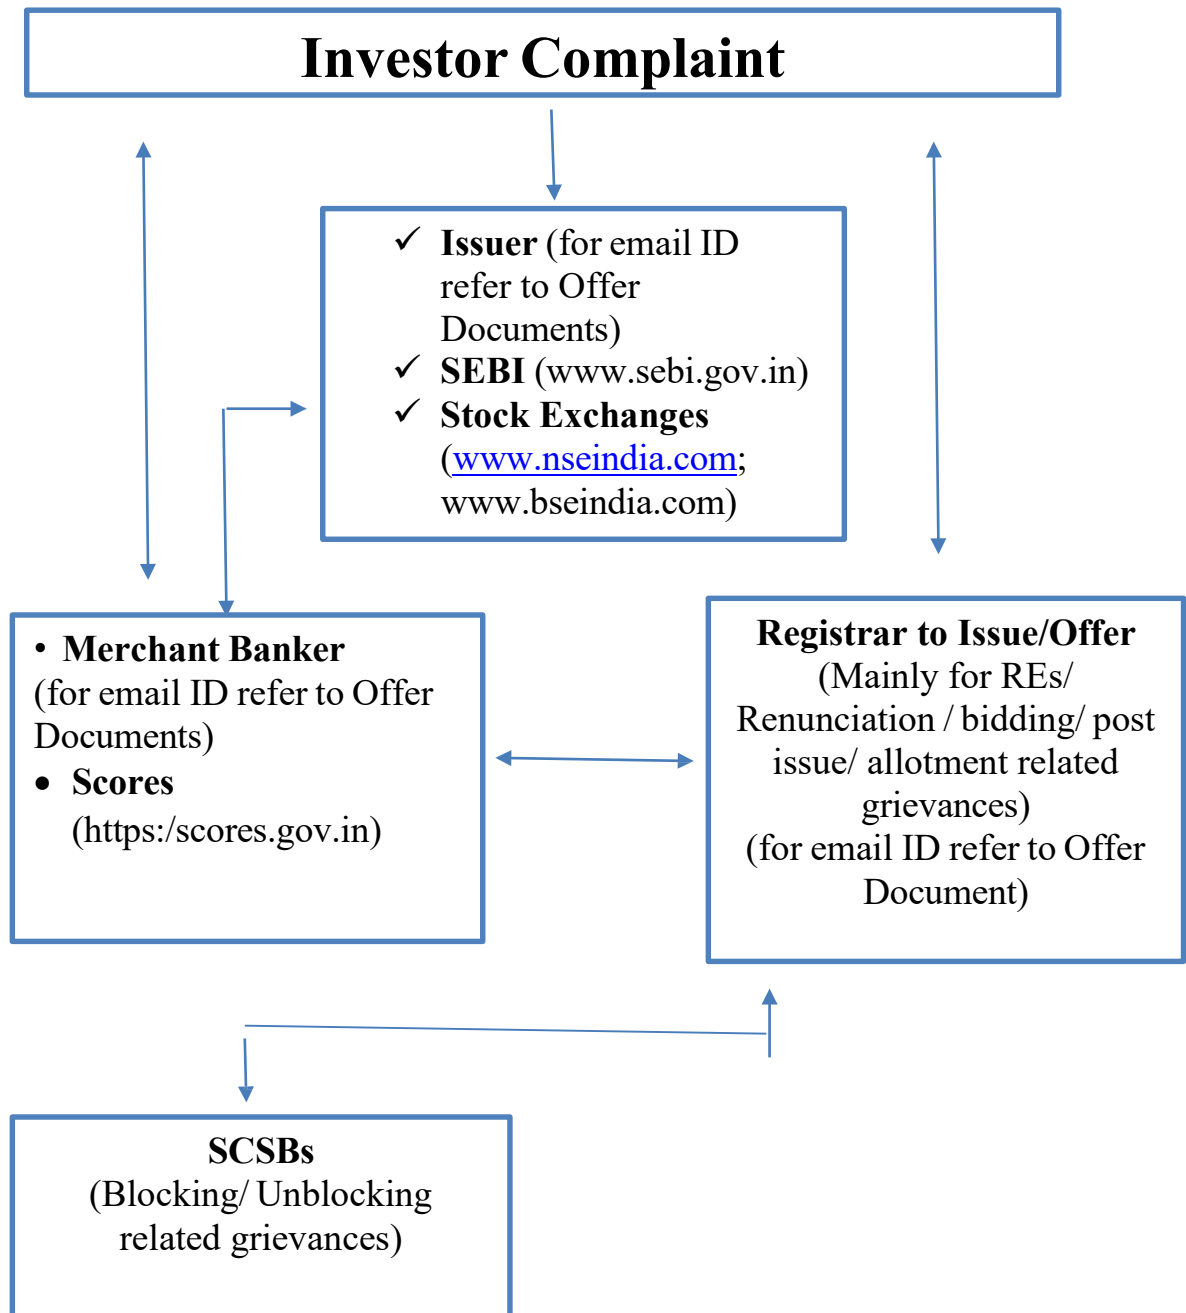 Investor Complaint
✓ Issuer (for email ID
refer to Offer
Documents)
✓ SEBI (www.sebi.gov.in)
✓ Stock Exchanges
(www.nseindia.com;
www.bseindia.com)
• Merchant Banker
(for email ID refer to Offer
Documents)
• Scores
(https:/scores.gov.in)
Registrar to Issue/Offer
(Mainly for REs/
Renunciation / bidding/ post
issue/ allotment related
grievances)
(for email ID refer to Offer
Document)
SCSBs
(Blocking/ Unblocking
related grievances)